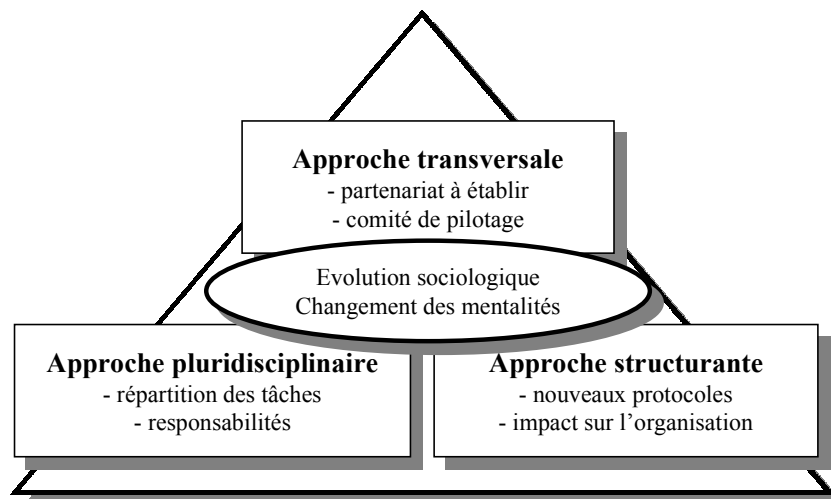 Approche transversale
- partenariat à établir
- comité de pilotage
Evolution sociologique
Changement des mentalités
Approche pluridisciplinaire
- répartition des tâches
- responsabilités
Approche structurante
- nouveaux protocoles
- impact sur l’organisation